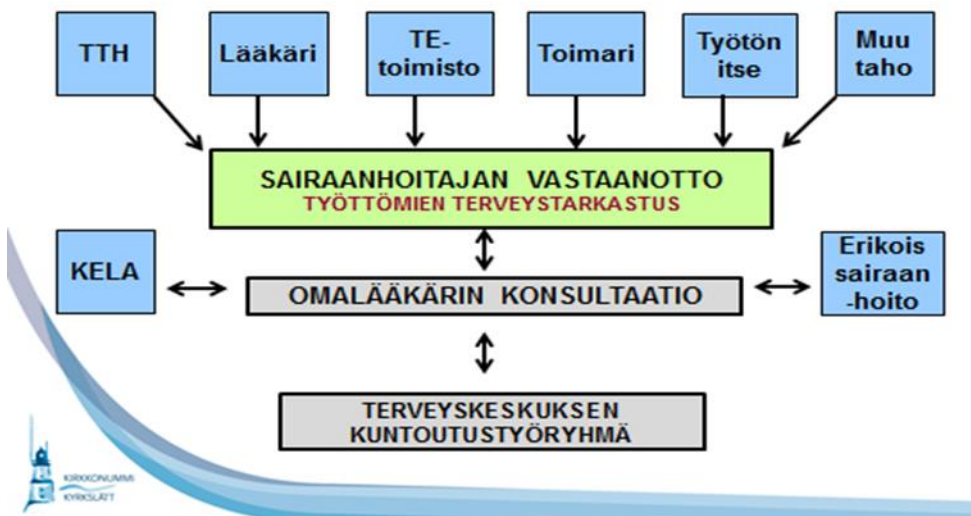 TTH
Lääkäri
TE-
toimisto
Toimari
Työtön
itse
Muu
taho
SAIRAANHOITAJAN VASTAANOTTO
TYÖTTÖMIEN TERVEYSTARKASTUS
KELA
OMALÄÄKÄRIN KONSULTAATIO
Erikois
sairaan
-hoito
TERVEYSKESKUKSEN
KUNTOUTUSTYÖRYHMÄ
KIRKKONUMMI
KYRKSLÄTT